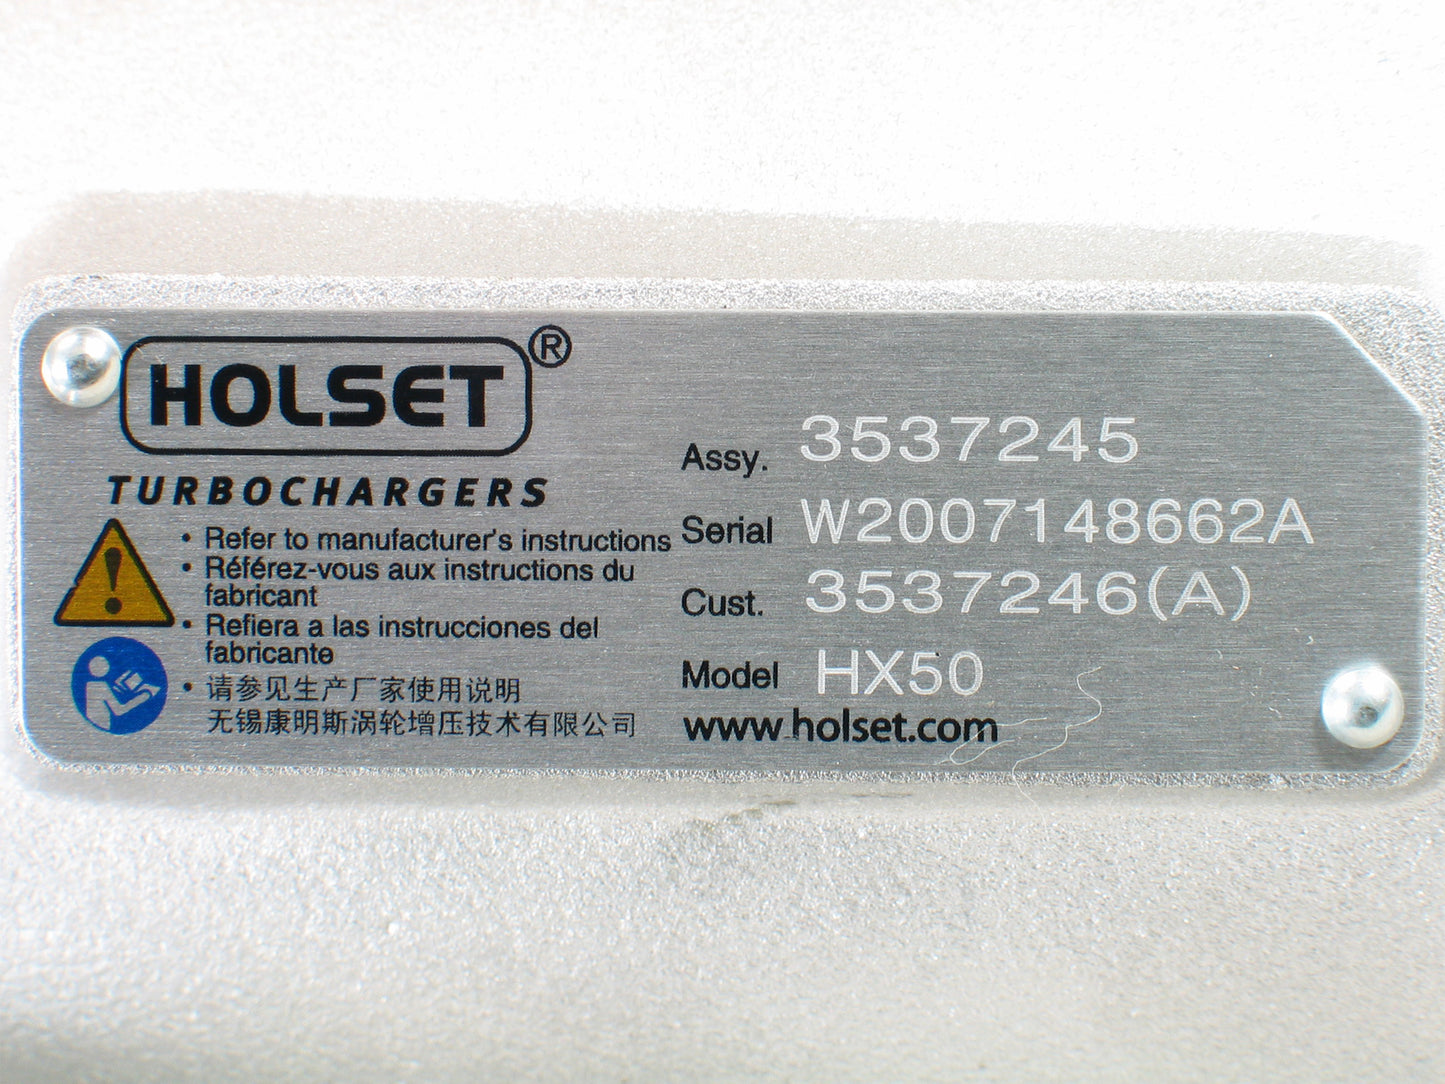 HOLSET®
TURBOCHARGERS
• Refer to manufacturer's instructions
• Référez-vous aux instructions du
fabricant
• Refiera a las instrucciones del
fabricante
• 请参见生产厂家使用说明
无锡康明斯涡轮增压技术有限公司
Assy. 3537245
Serial W2007148662A
Cust. 3537246(A)
Model HX50
www.holset.com